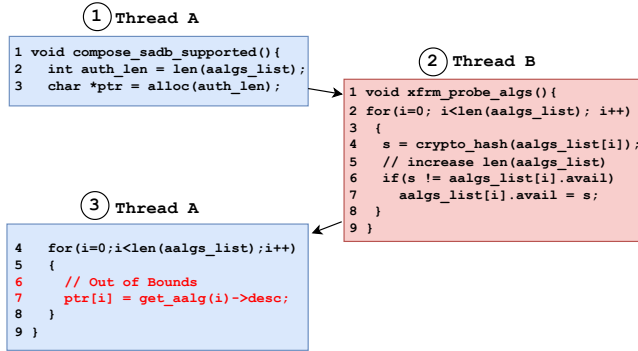 1 Thread A
1 void compose_sadb_supported(){
2 int auth_len = len(aalgs_list);
3 char *ptr = alloc(auth_len);
2 Thread B
1 void xfrm_probe_algs(){
2 for(i=0; i<len(aalgs_list); i++)
3 {
4 s = crypto_hash(aalgs_list[i]);
5 // increase len(aalgs_list)
6 if(s != aalgs_list[i].avail)
7 aalgs_list[i].avail = s;
8 }
9 }
3 Thread A
4 for(i=0;i<len(aalgs_list);i++)
5 {
6 // Out of Bounds
7 ptr[i] = get_aalg(i)->desc;
8 }
9 }